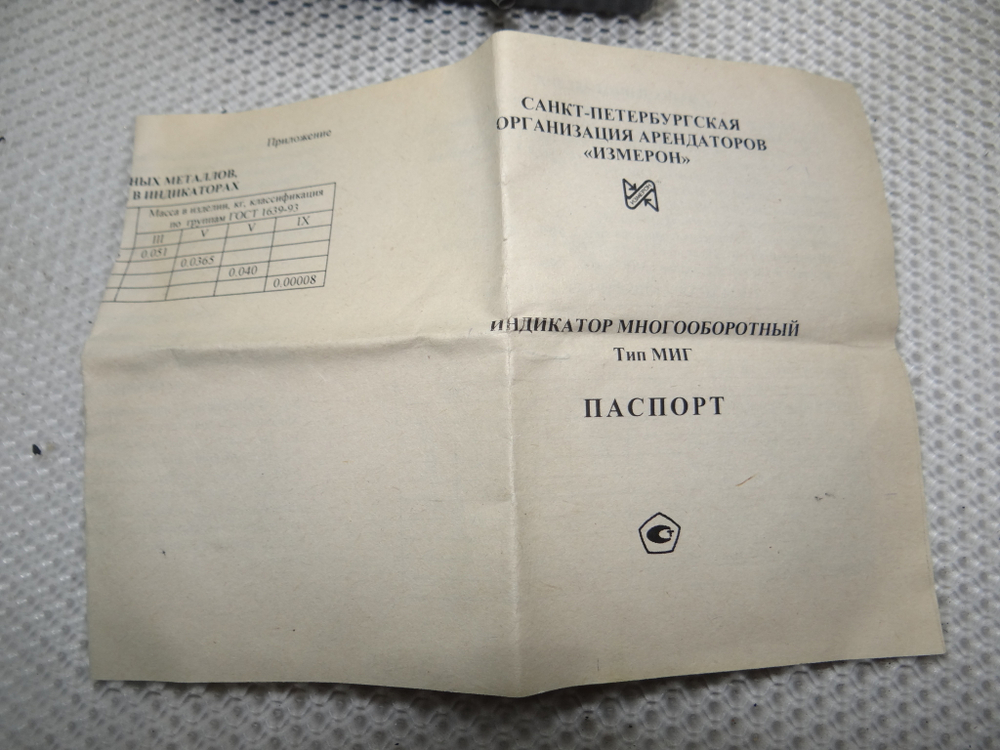 Приложение
НЫХ МЕТАЛЛОВ,
В ИНДИКАТОРАХ
Масса в изделии, кг, классификация
по группам ГОСТ 1639-93
III V V IX
0.051
0.0365
0.040
0.00008
САНКТ-ПЕТЕРБУРГСКАЯ
ОРГАНИЗАЦИЯ АРЕНДАТОРОВ
«ИЗМЕРОН»
ИЗМЕРОН
ИНДИКАТОР МНОГООБОРОТНЫЙ
Тип МИГ
ПАСПОРТ